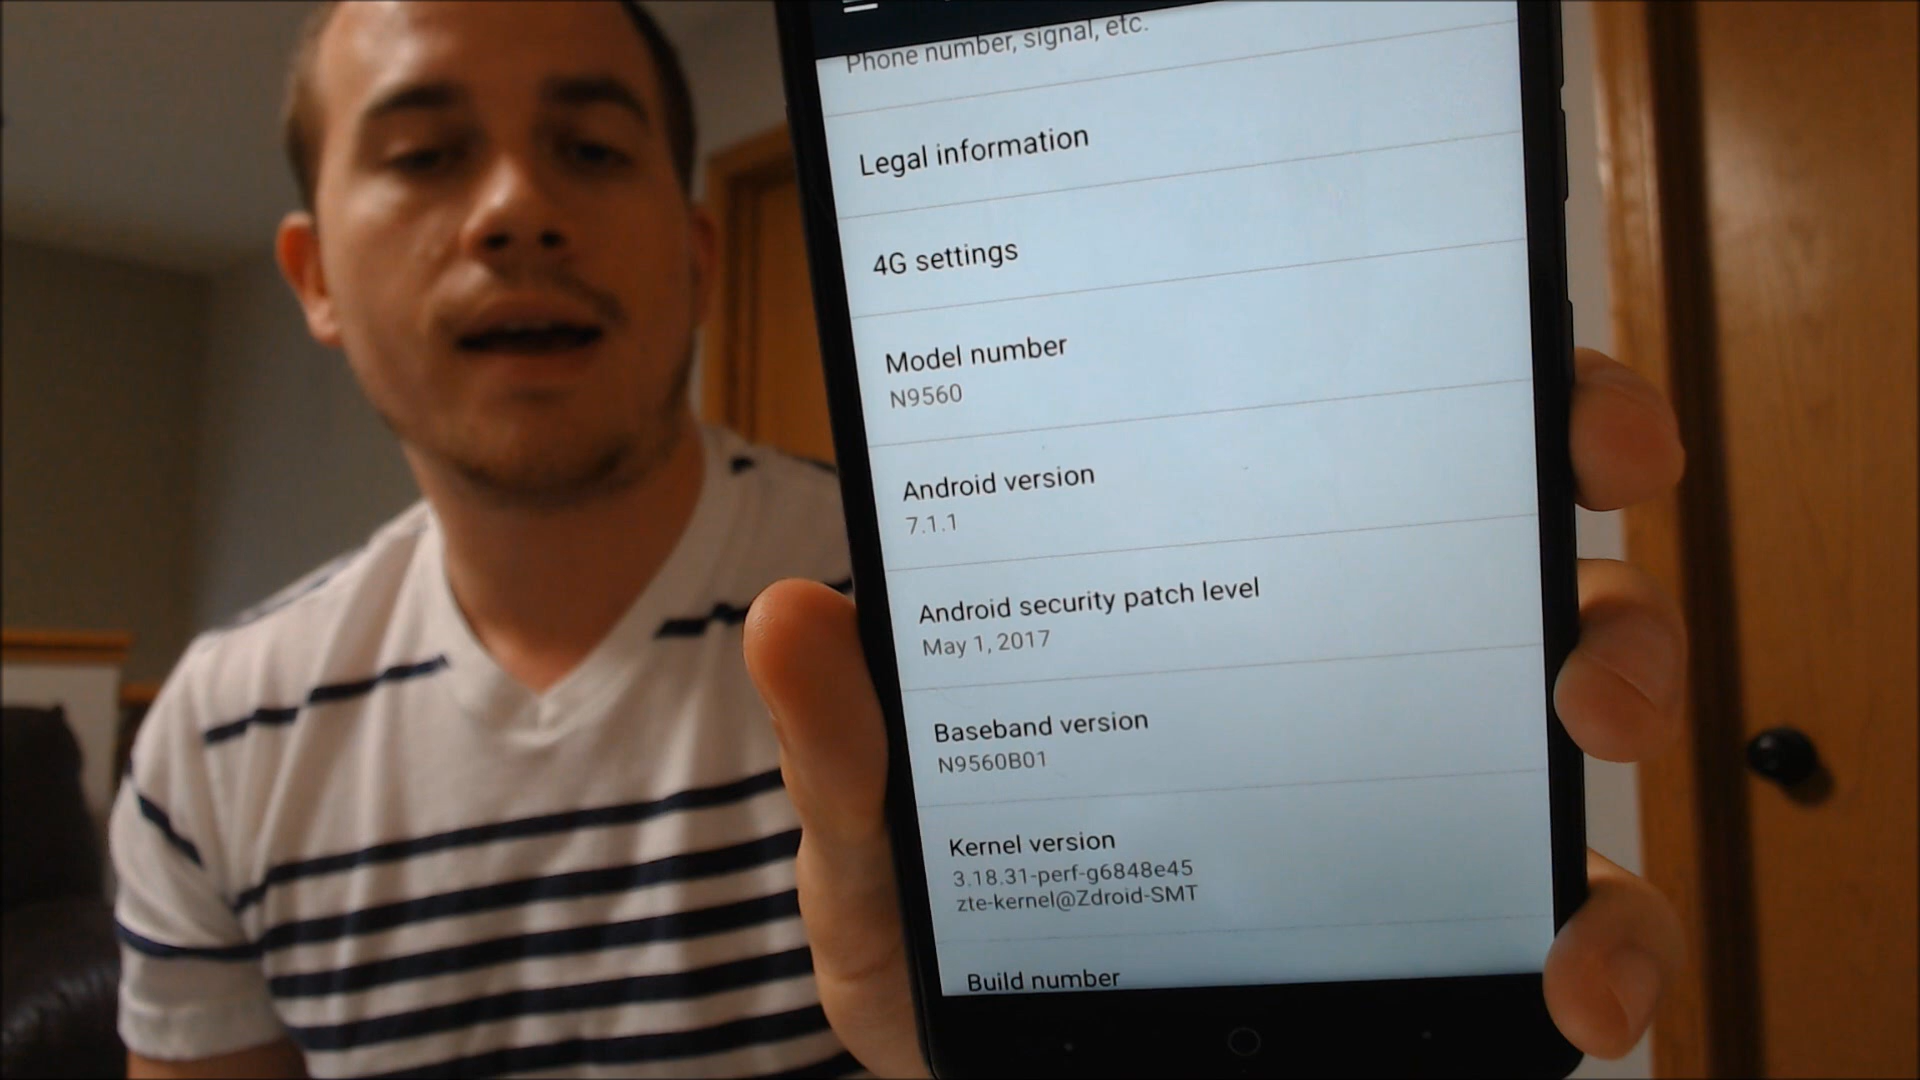 Phone number, signal, etc.
Legal information
4G settings
Model number
N9560
Android version
7.1.1
Android security patch level
May 1, 2017
Baseband version
N9560B01
Kernel version
3.18.31-perf-g6848e45
zte-kernel@Zdroid-SMT
Build number